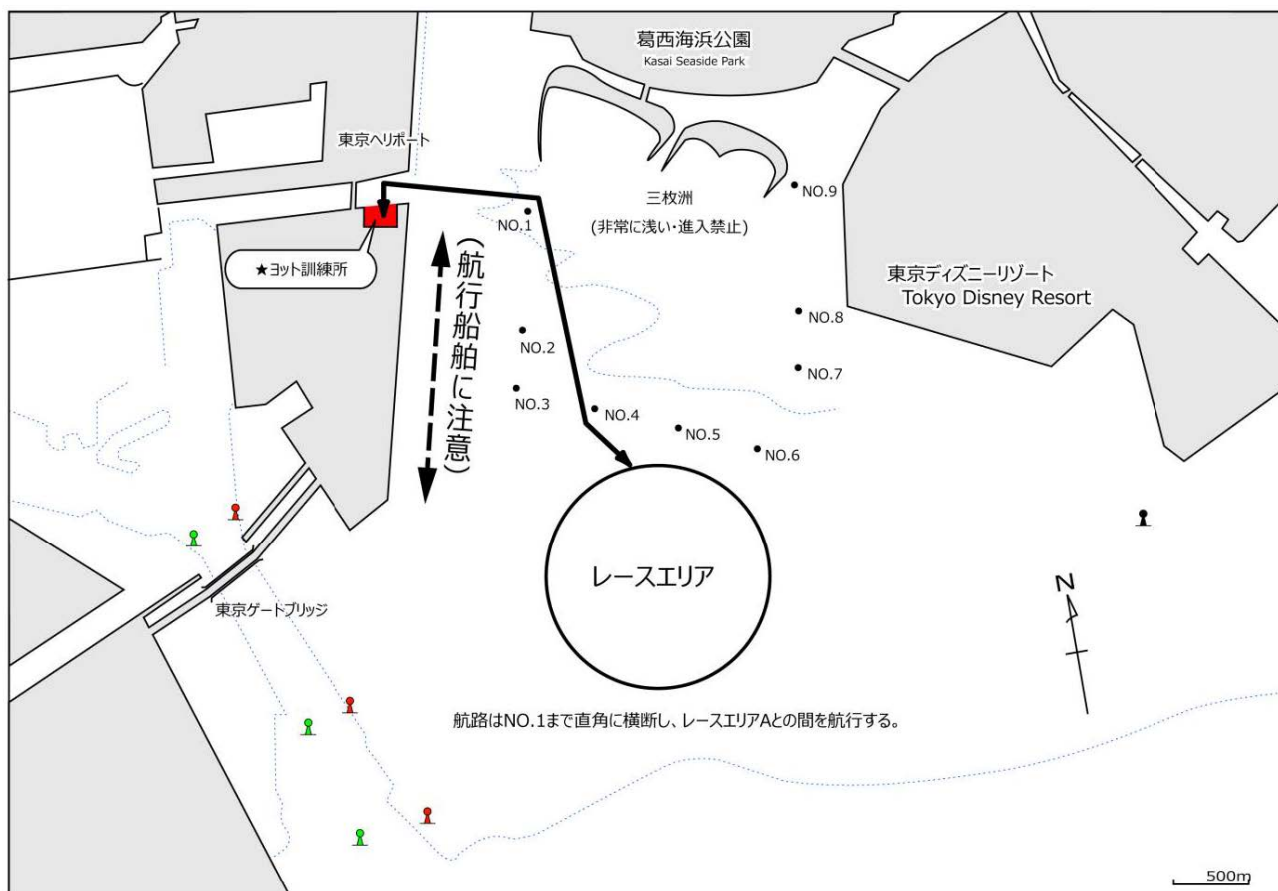 葛西海浜公園
Kasai Seaside Park
東京ヘリポート
三枚洲
(非常に浅い・進入禁止)
NO.9
NO.1
★ヨット訓練所
(航行船舶に注意)
東京ディズニーリゾート
Tokyo Disney Resort
NO.8
NO.2
NO.7
NO.3
NO.4
NO.5
NO.6
レースエリア
東京ゲートブリッジ
N
航路はNO.1まで直角に横断し、レースエリアAとの間を航行する。
500m